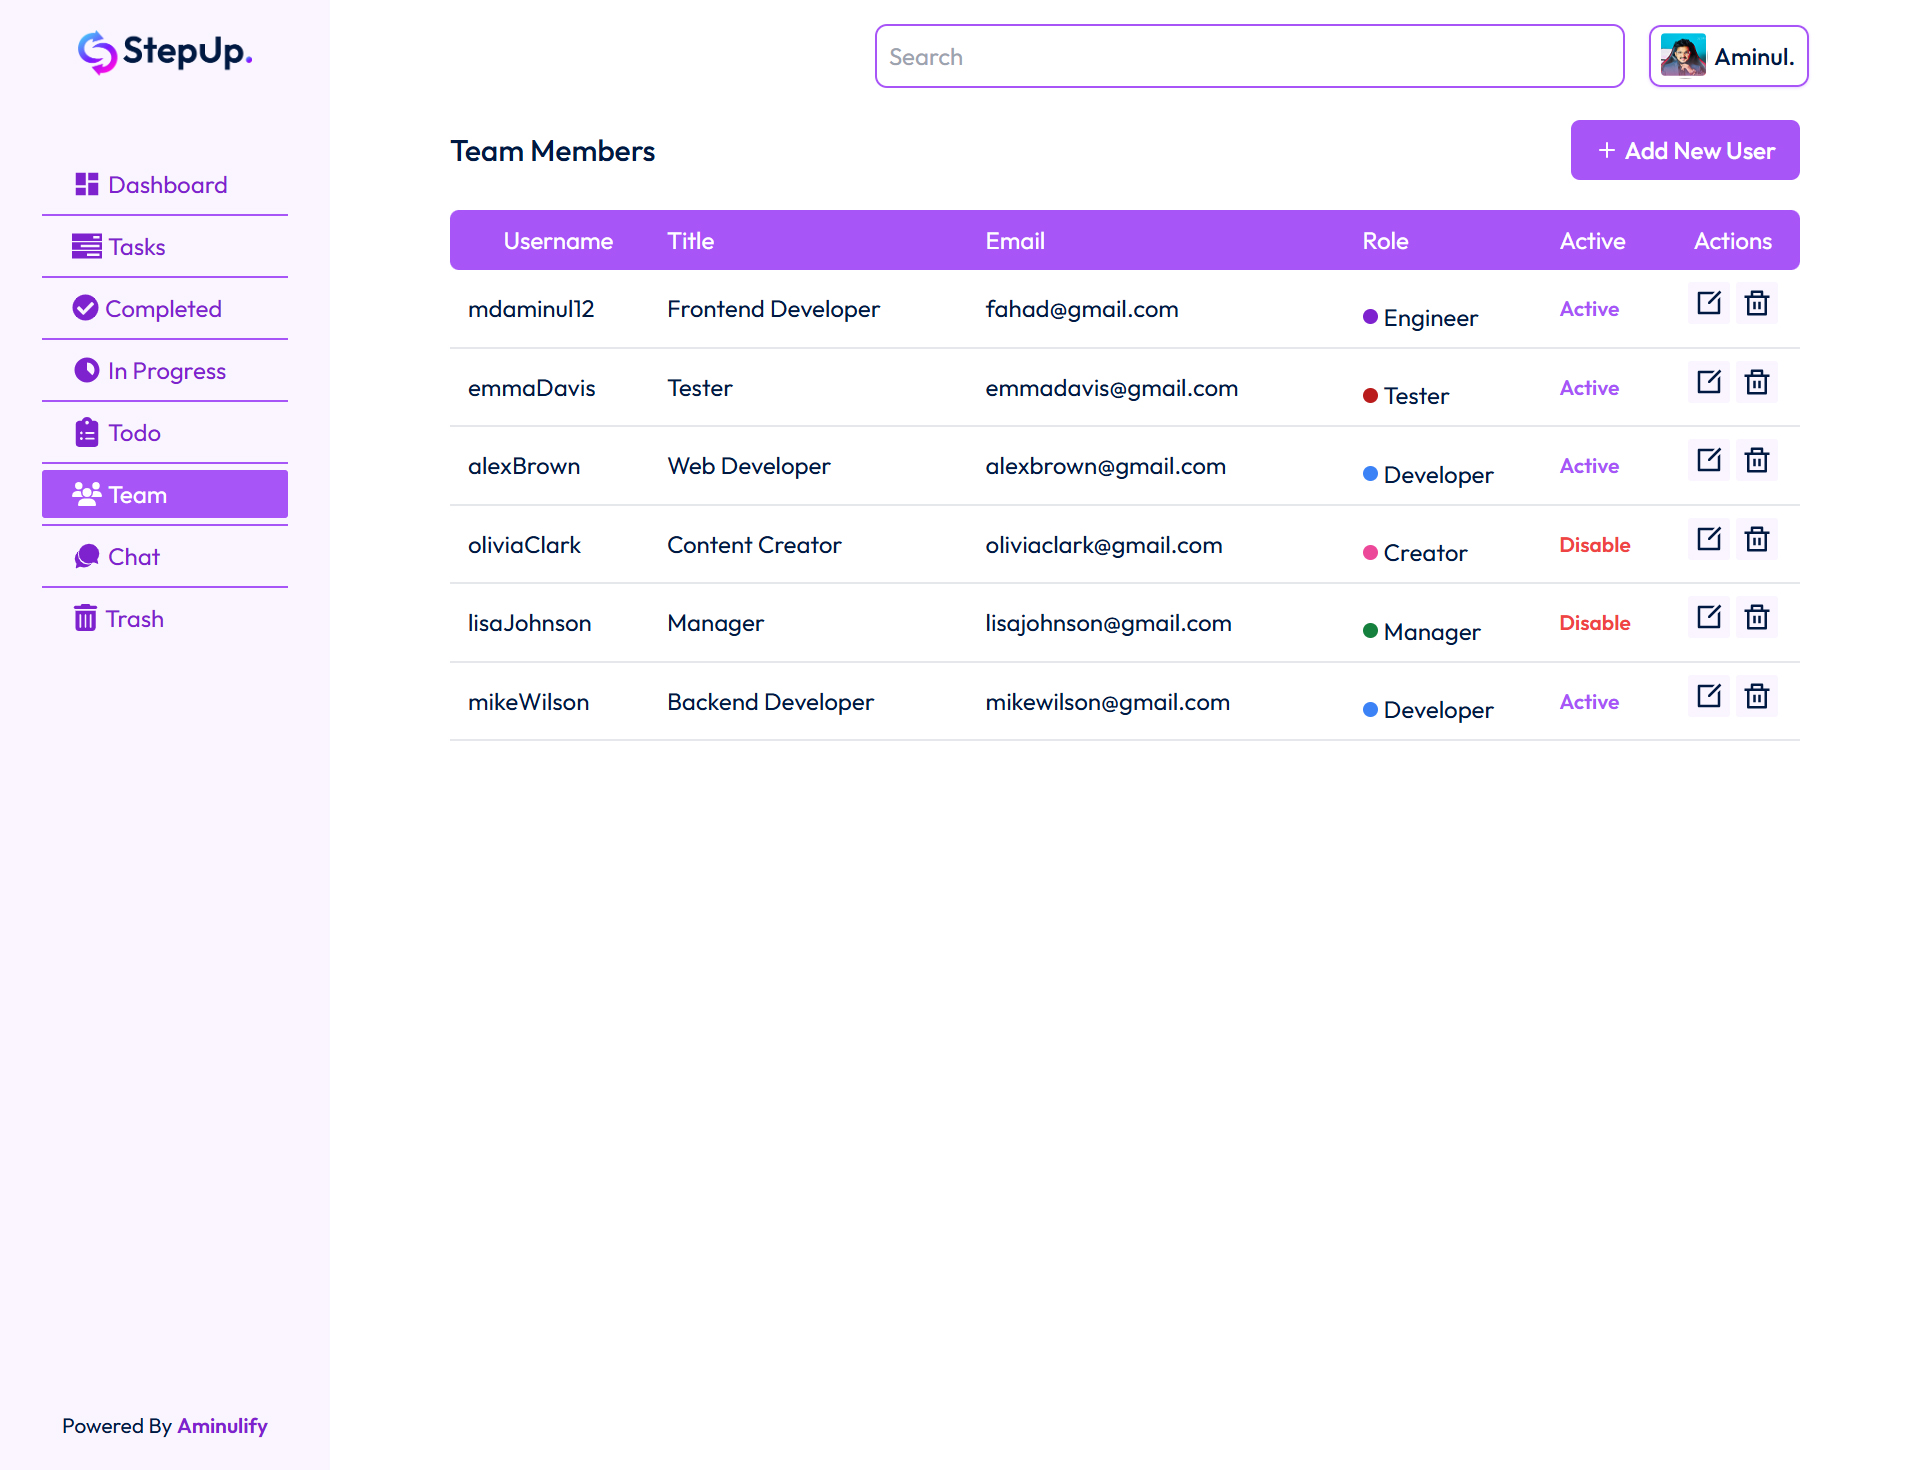 StepUp.
Search
Aminul.
Team Members
+ Add New User
Dashboard
Tasks
Completed
In Progress
Todo
Team
Chat
Trash
Username Title Email Role Active Actions
mdaminul12 Frontend Developer fahad@gmail.com Engineer Active
emmaDavis Tester emmadavis@gmail.com Tester Active
alexBrown Web Developer alexbrown@gmail.com Developer Active
oliviaClark Content Creator oliviaclark@gmail.com Creator Disable
lisaJohnson Manager lisajohnson@gmail.com Manager Disable
mikeWilson Backend Developer mikewilson@gmail.com Developer Active
Powered By Aminulify